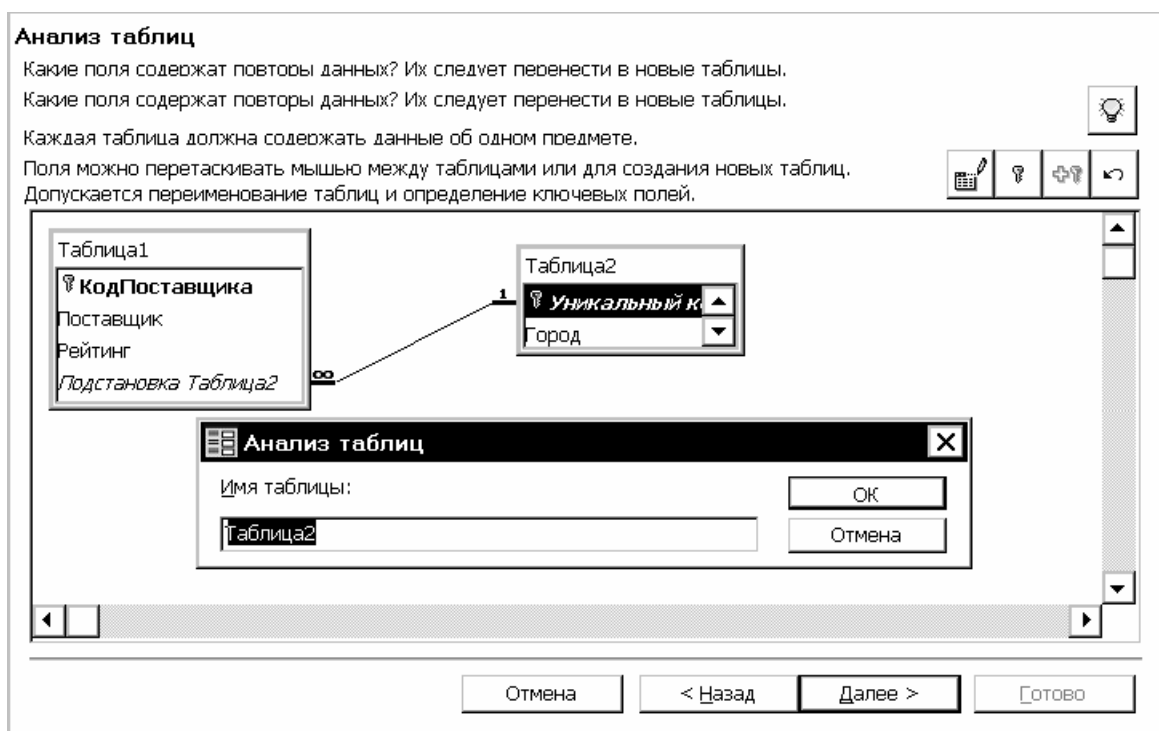 Анализ таблиц
Какие поля содержат повторы данных? Их следует перенести в новые таблицы.
Какие поля содержат повторы данных? Их следует перенести в новые таблицы.
Каждая таблица должна содержать данные об одном предмете.
Поля можно перетаскивать мышью между таблицами или для создания новых таблиц.
Допускается переименование таблиц и определение ключевых полей.
Таблица1
КодПоставщика
Поставщик
Рейтинг
Подстановка Таблица2
∞
1
Таблица2
Уникальный к
Город
Анализ таблиц
Имя таблицы:
Таблица2
ОК
Отмена
Отмена
< Назад
Далее >
Готово